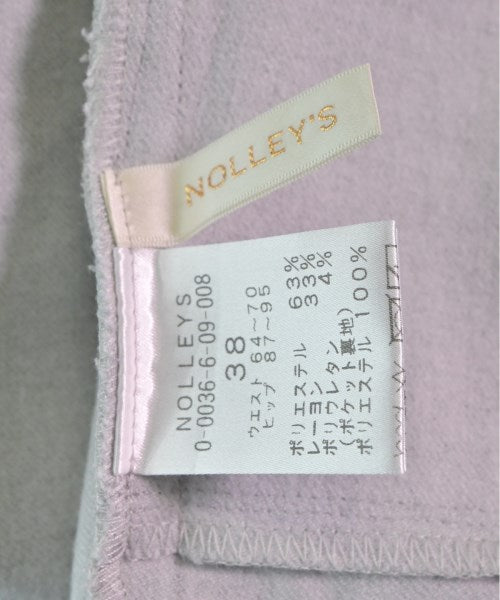 NOLLEY'S
NOLLEYS
0-0036-6-09-008
38
ウエスト 64～70
ヒップ 87～95
ポリエステル 63%
レーヨン 33%
ポリウレタン 4%
(ポケット裏地)
ポリエステル 100%